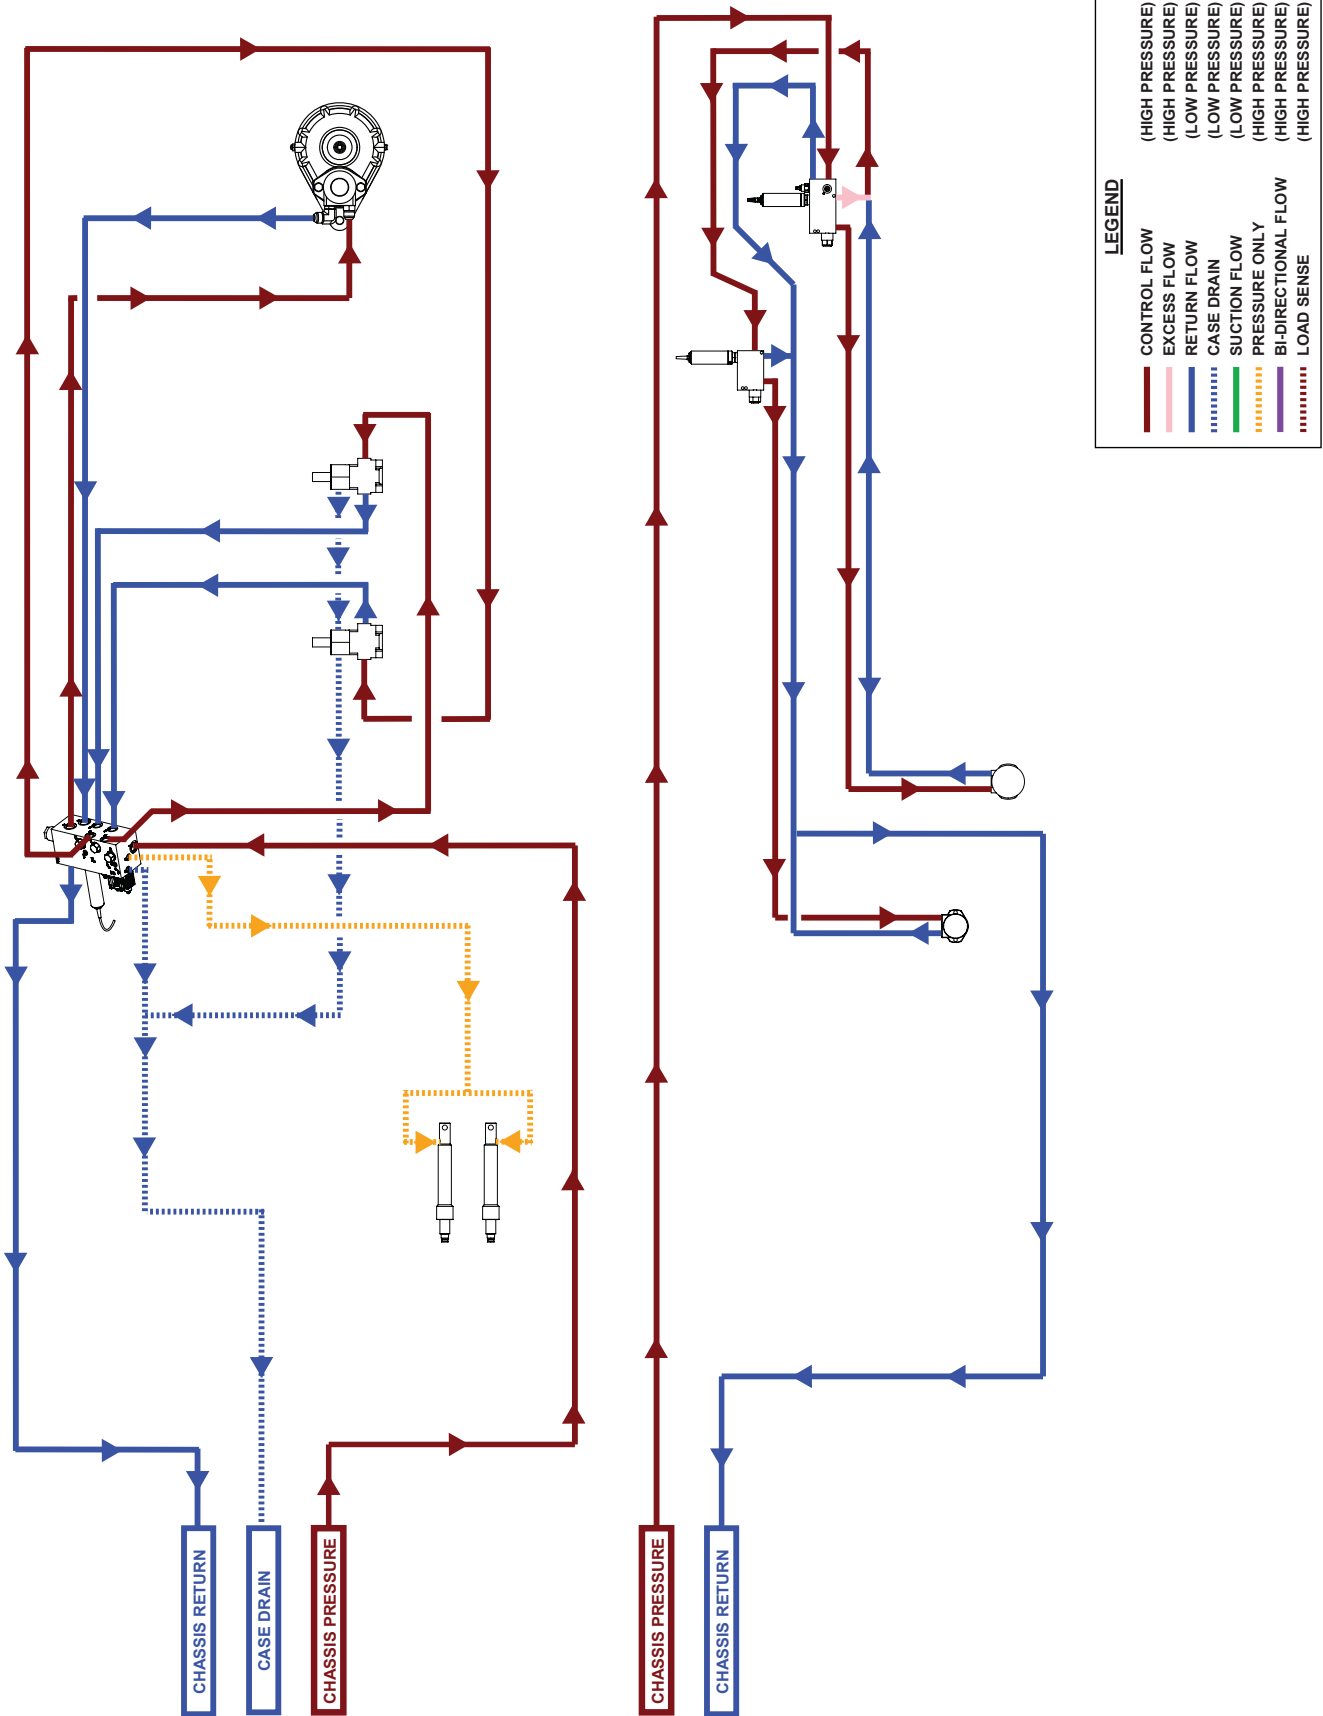 LEGEND
CONTROL FLOW (HIGH PRESSURE)
EXCESS FLOW (HIGH PRESSURE)
RETURN FLOW (LOW PRESSURE)
CASE DRAIN (LOW PRESSURE)
SUCTION FLOW (LOW PRESSURE)
PRESSURE ONLY (HIGH PRESSURE)
BI-DIRECTIONAL FLOW (HIGH PRESSURE)
LOAD SENSE (HIGH PRESSURE)
CHASSIS RETURN
CASE DRAIN
CHASSIS PRESSURE
CHASSIS PRESSURE
CHASSIS RETURN